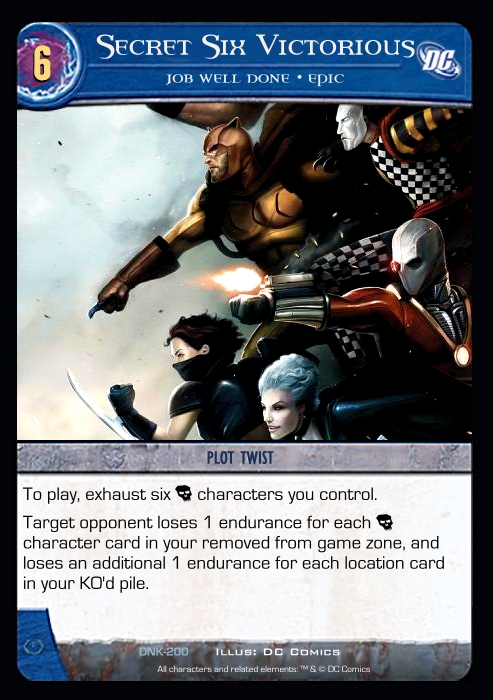 6
Secret Six Victorious
Job Well Done • Epic
DC
PLOT TWIST
To play, exhaust six characters you control.
Target opponent loses 1 endurance for each
character card in your removed from game zone, and
loses an additional 1 endurance for each location card
in your KO'd pile.
DNK-200 Illus: DC Comics
All characters and related elements: ™ & © DC Comics